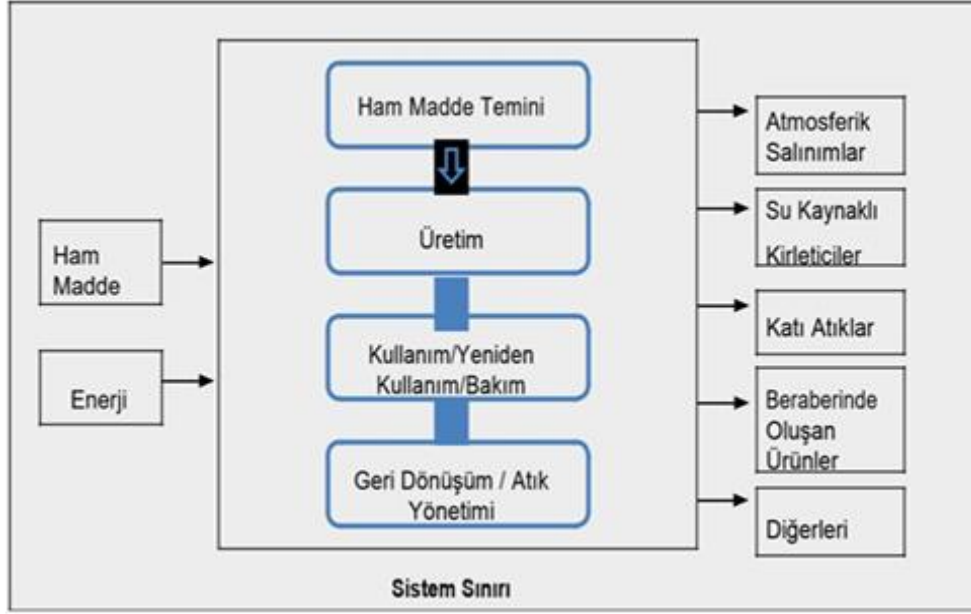 Ham Madde Temini
Üretim
Kullanım/Yeniden
Kullanım/Bakım
Geri Dönüşüm / Atık
Yönetimi
Ham
Madde
Enerji
Atmosferik
Salınımlar
Su Kaynaklı
Kirleticiler
Katı Atıklar
Beraberinde
Oluşan
Ürünler
Diğerleri
Sistem Sınırı